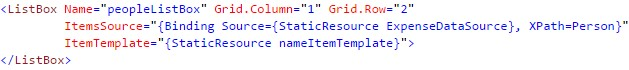 <ListBox Name="peopleListBox" Grid.Column="1" Grid.Row="2"
ItemsSource="{Binding Source={StaticResource ExpenseDataSource}, XPath=Person}"
ItemTemplate="{StaticResource nameItemTemplate}">
</ListBox>